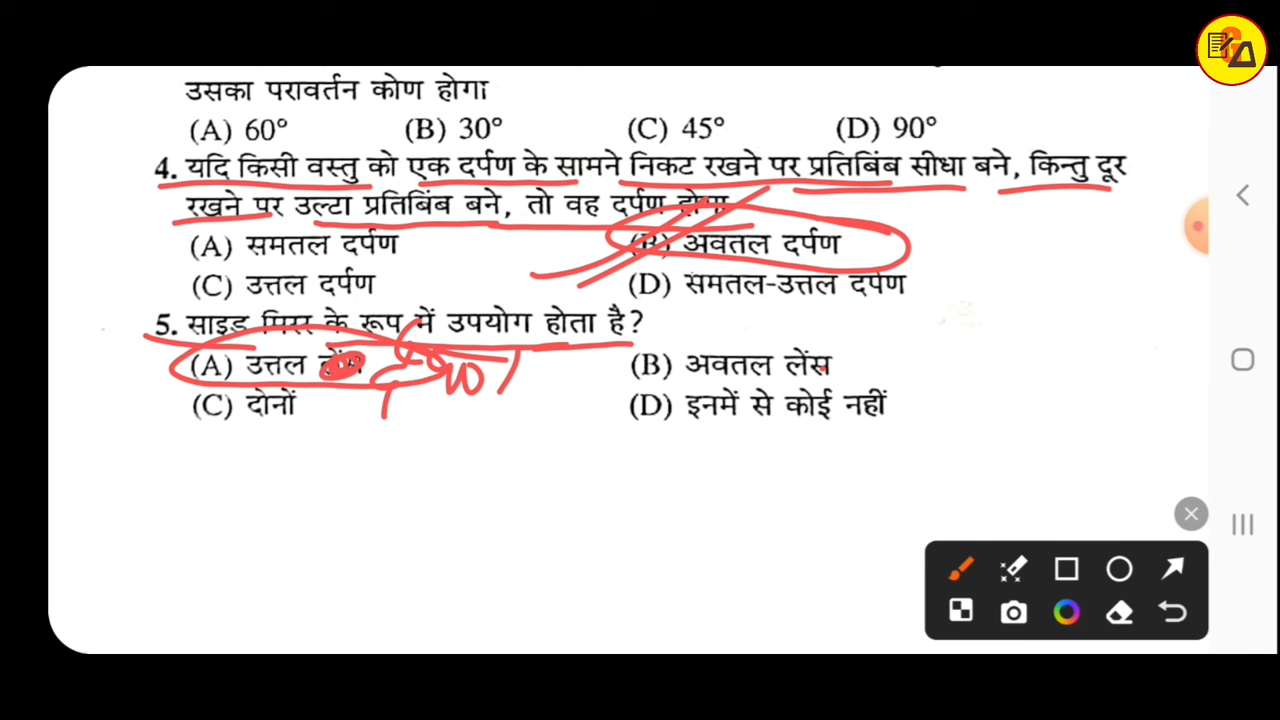 उसका परावर्तन कोण होगा
(A) 60° (B) 30° (C) 45° (D) 90°
4. यदि किसी वस्तु को एक दर्पण के सामने निकट रखने पर प्रतिबिंब सीधा बने, किन्तु दूर
रखने पर उल्टा प्रतिबिंब बने, तो वह दर्पण होगा
(A) समतल दर्पण (B) अवतल दर्पण
(C) उत्तल दर्पण (D) समतल-उत्तल दर्पण
5. साइड मिरर के रूप में उपयोग होता है?
(A) उत्तल (B) अवतल लेंस
(C) दोनों (D) इनमें से कोई नहीं